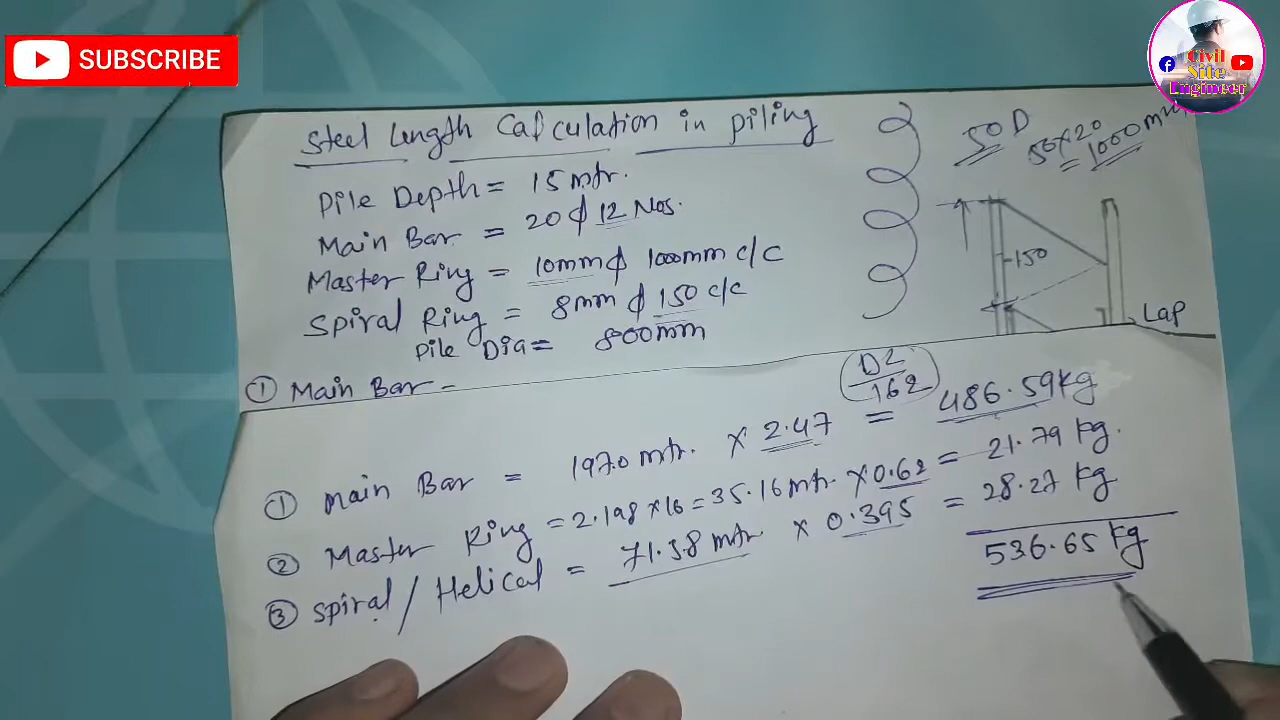 SUBSCRIBE
Civil
Site
Engineer
Steel Length Calculation in piling
Pile Depth = 15 mtr.
Main Bar = 20 ϕ 12 Nos.
Master Ring = 10mm ϕ 1000mm c/c
Spiral Ring = 8mm ϕ 150 c/c
Pile Dia = 800mm
50 D
50×20
= 1000mm
150
Lap
① Main Bar -
D2/162
① Main Bar = 197.0 mtr. × 2.47 = 486.59 kg
② Master Ring = 2.198 × 16 = 35.16 mtr. × 0.62 = 21.79 kg.
③ Spiral / Helical = 71.58 mtr × 0.395 = 28.27 kg
536.65 kg